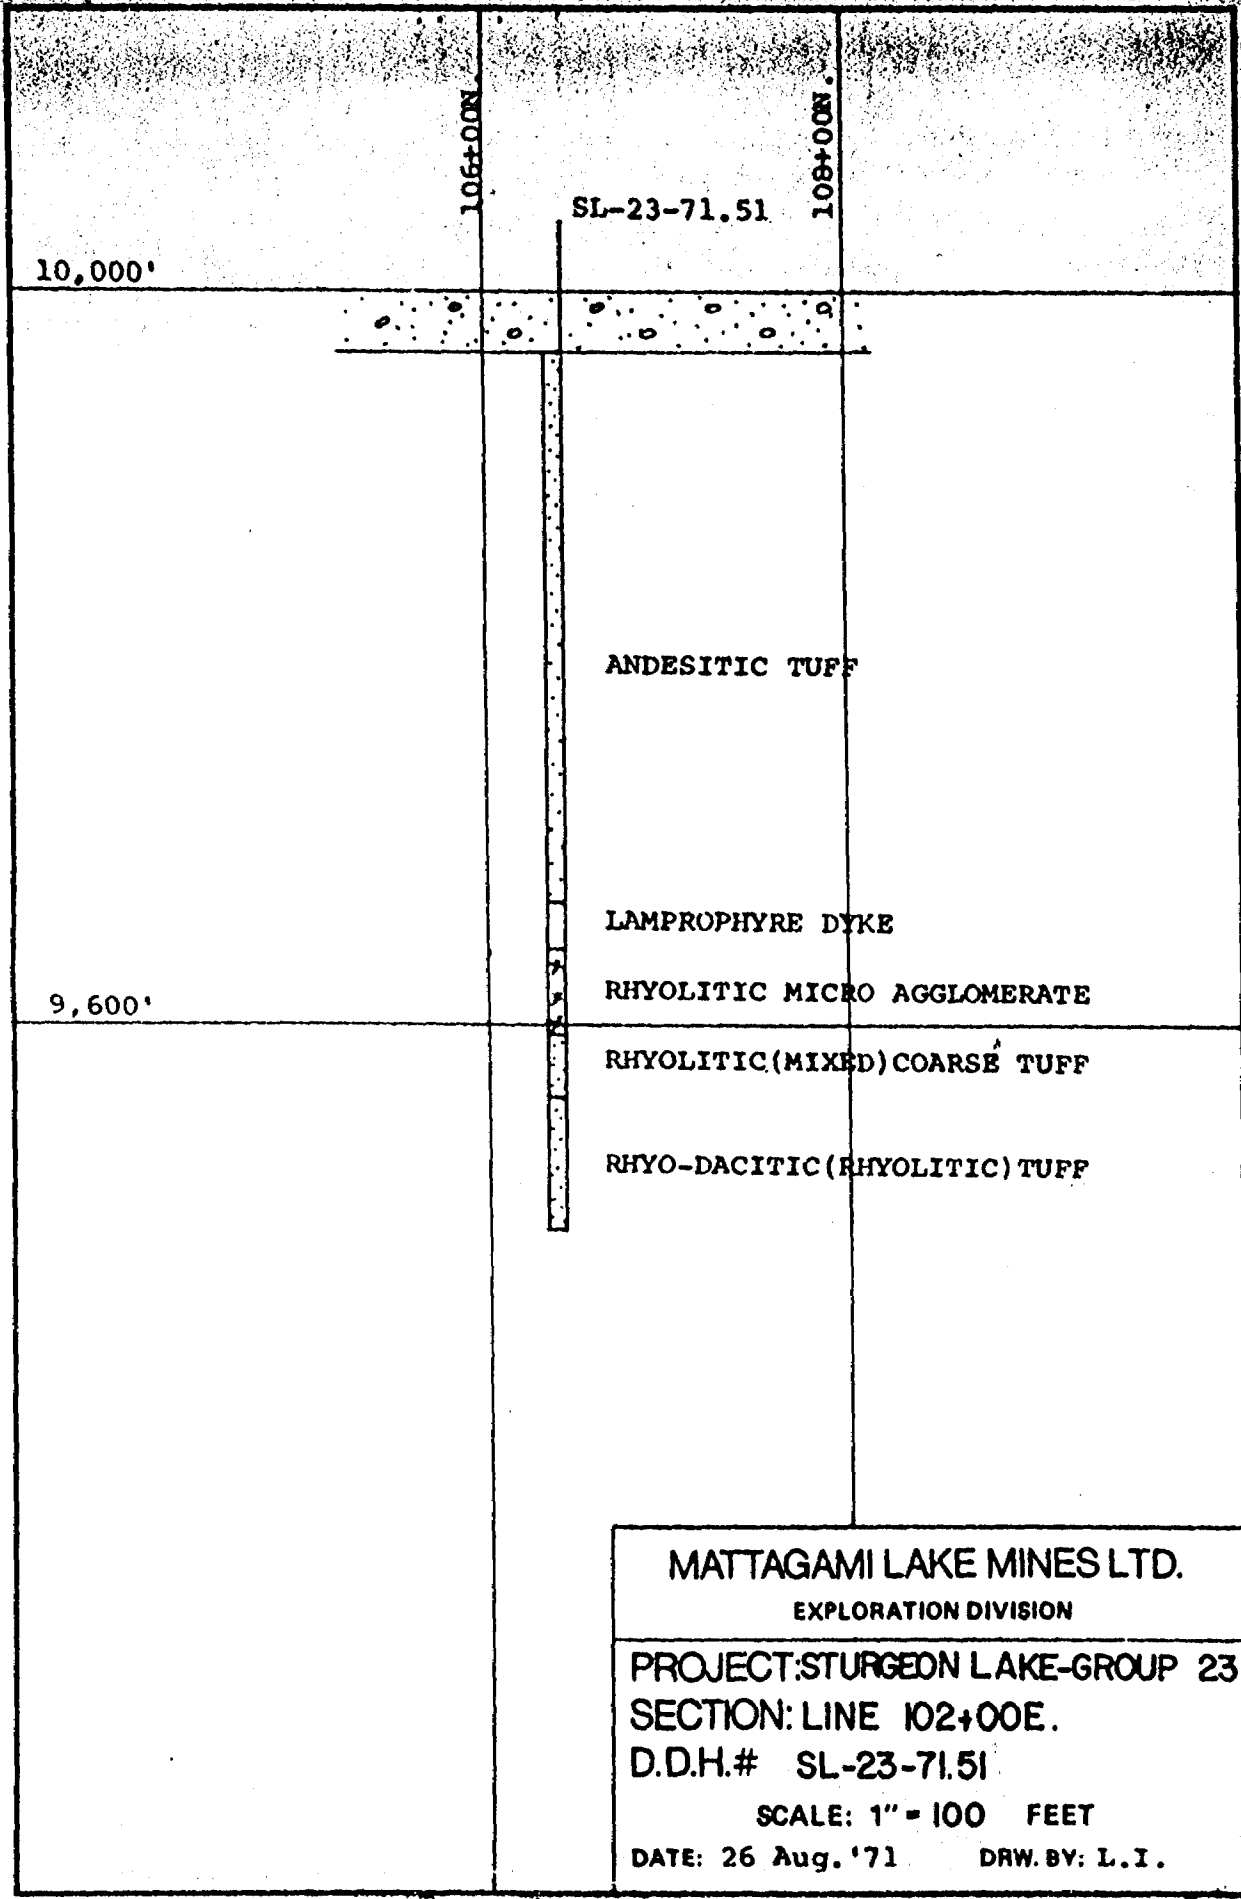 106+00N.
108+00N.
SL-23-71.51
10,000'
ANDESITIC TUFF
LAMPROPHYRE DYKE
RHYOLITIC MICRO AGGLOMERATE
9,600'
RHYOLITIC(MIXED)COARSE TUFF
RHYO-DACITIC(RHYOLITIC)TUFF
MATTAGAMI LAKE MINES LTD.
EXPLORATION DIVISION
PROJECT:STURGEON LAKE-GROUP 23
SECTION: LINE 102+00E.
D.D.H.# SL-23-71.51
SCALE: 1" = 100 FEET
DATE: 26 Aug. '71 DRW. BY: L.I.